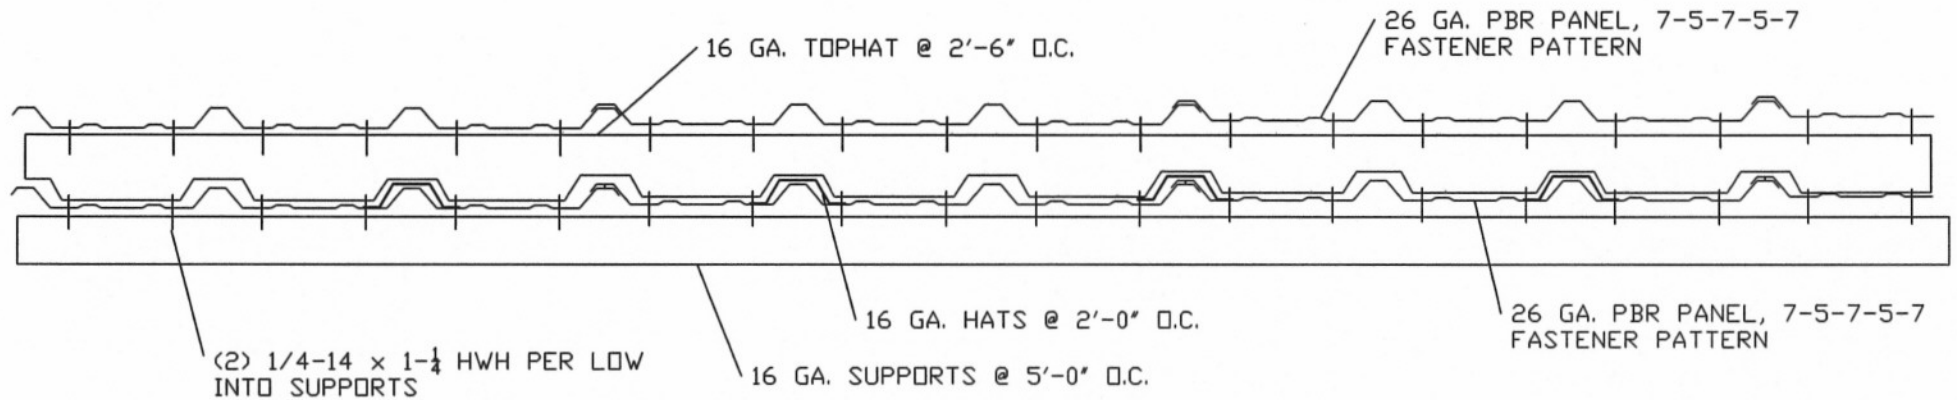 26 GA. PBR PANEL, 7-5-7-5-7
FASTENER PATTERN
16 GA. TOPHAT @ 2'-6" O.C.
16 GA. HATS @ 2'-0" O.C.
26 GA. PBR PANEL, 7-5-7-5-7
FASTENER PATTERN
(2) 1/4-14 x 1-1/4 HWH PER LOW
INTO SUPPORTS
16 GA. SUPPORTS @ 5'-0" O.C.